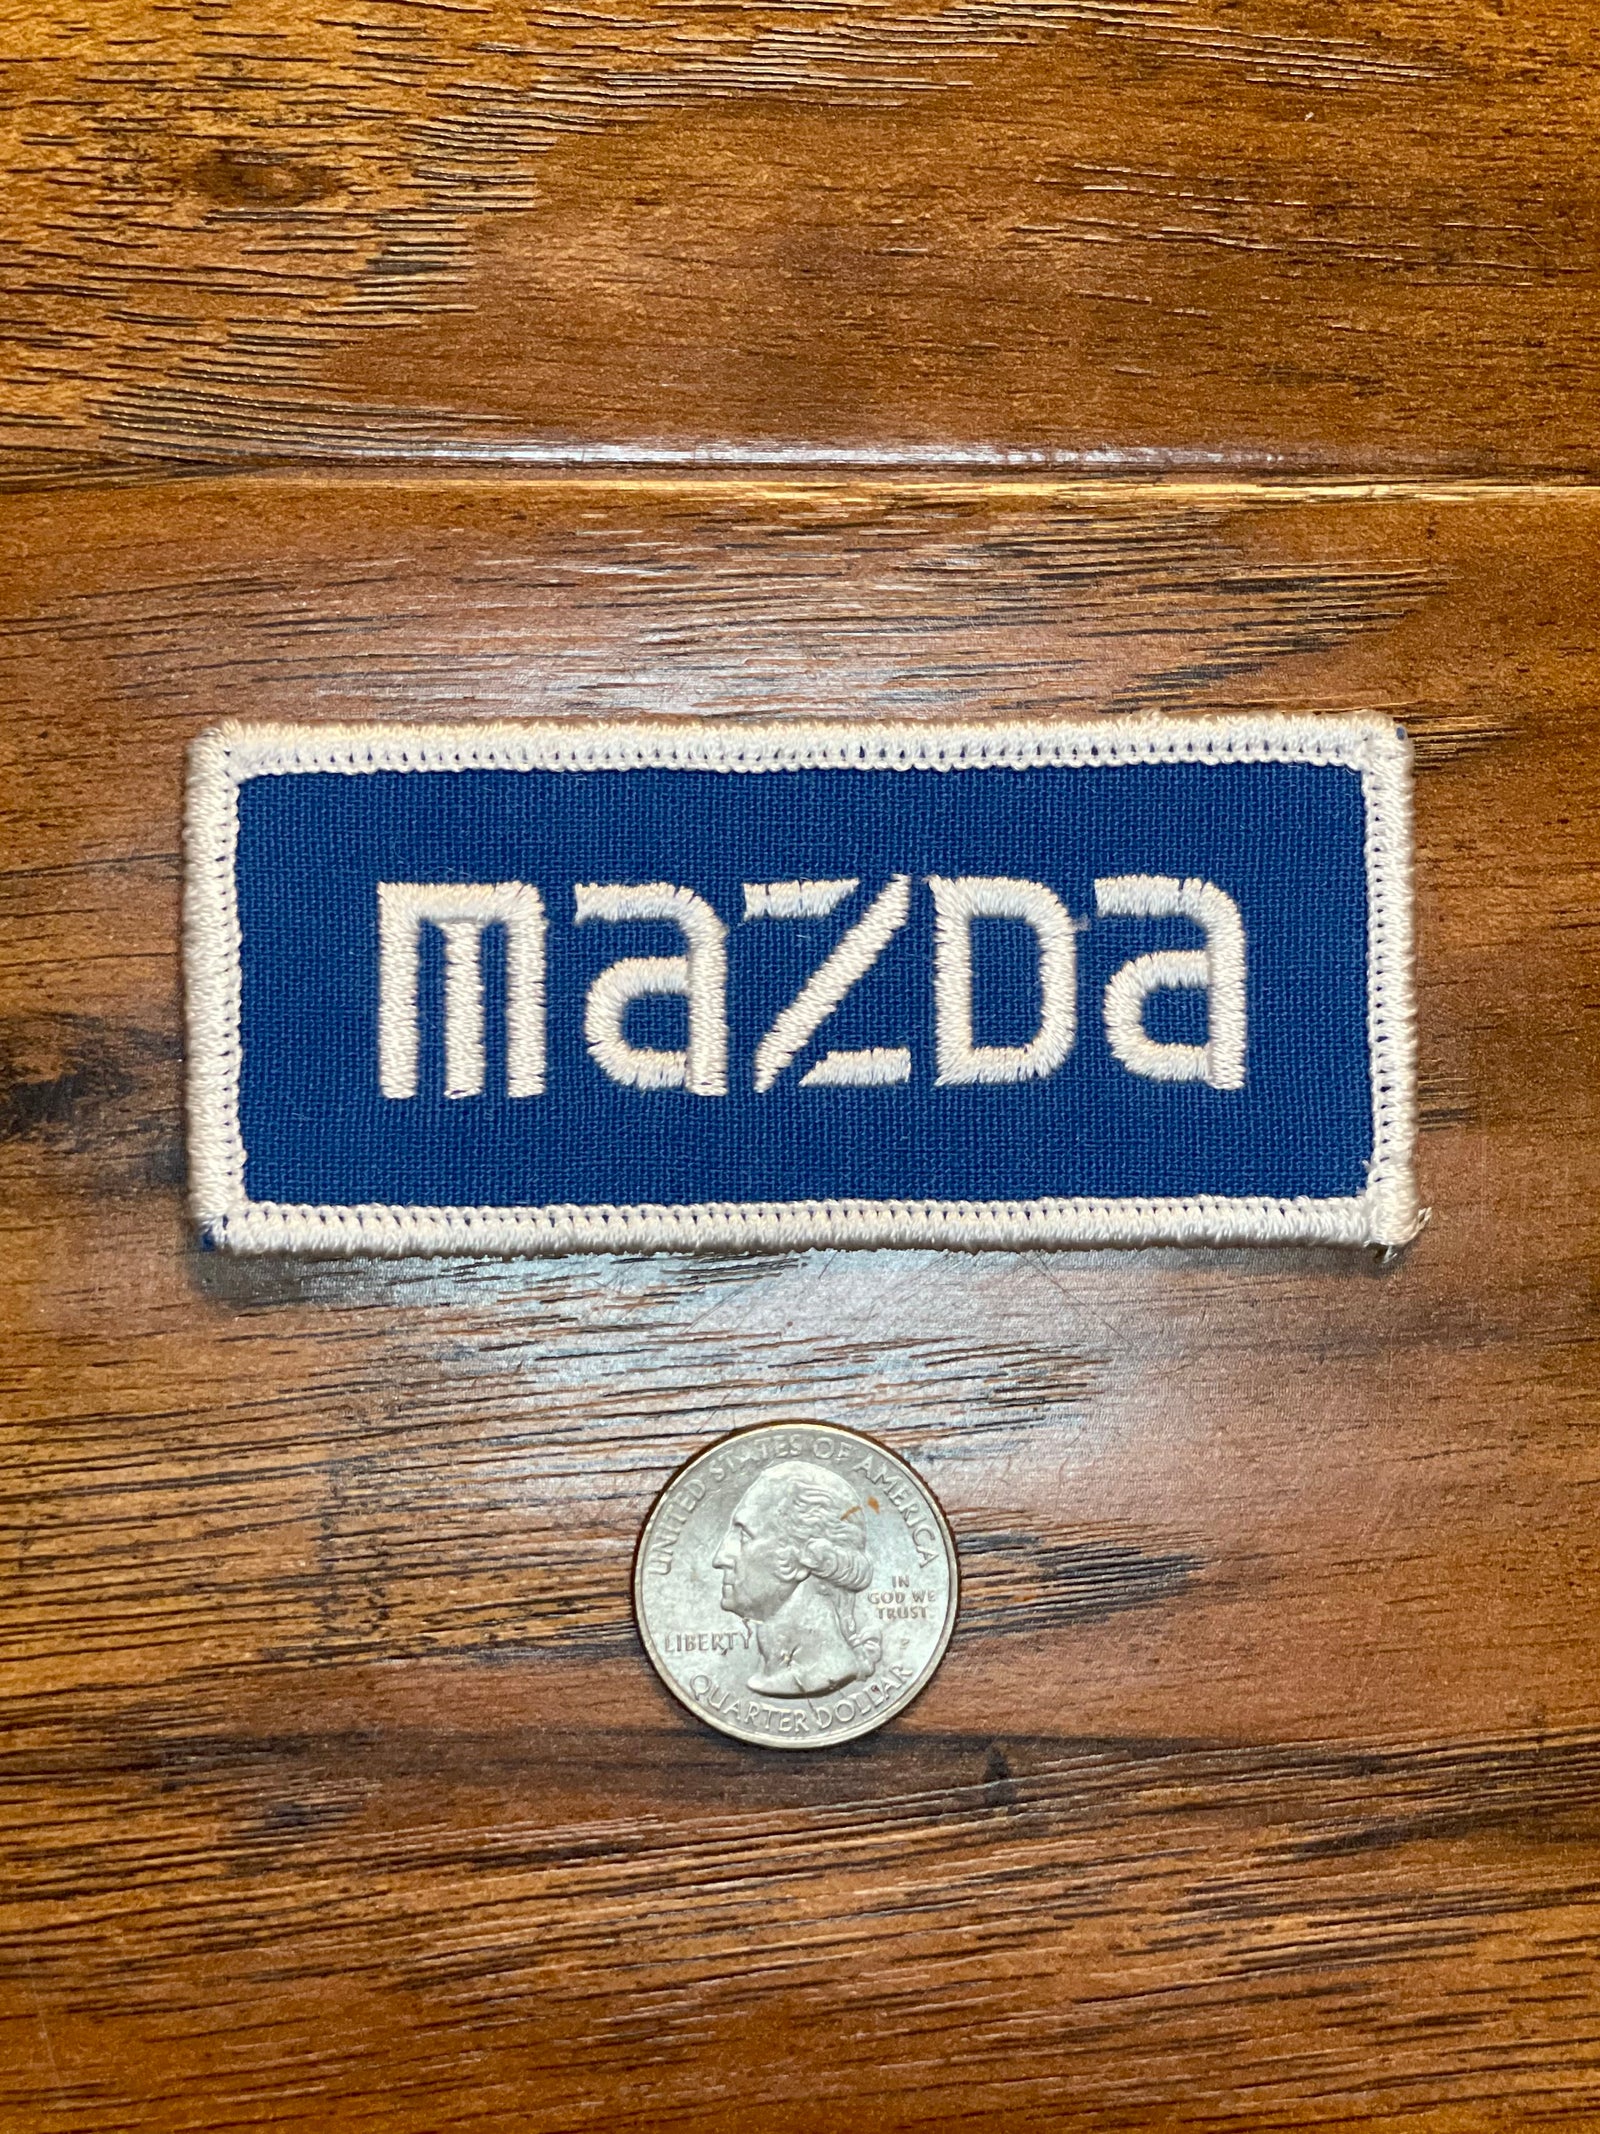 mazDa
UNITED STATES OF AMERICA
IN
GOD WE
TRUST
LIBERTY
P
QUARTER DOLLAR